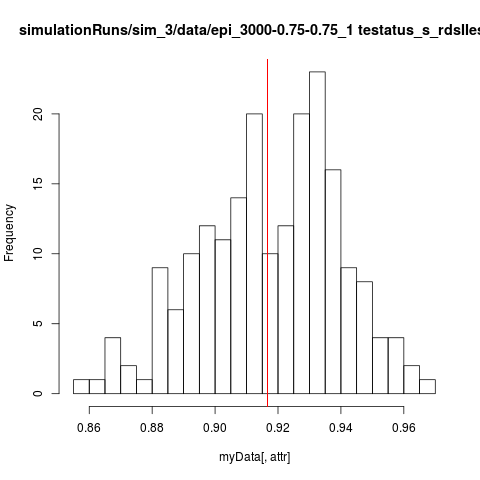 simulationRuns/sim_3/data/epi_3000-0.75-0.75_1 testatus_s_rdslles
Frequency
20
15
10
5
0
0.86 0.88 0.90 0.92 0.94 0.96
myData[, attr]